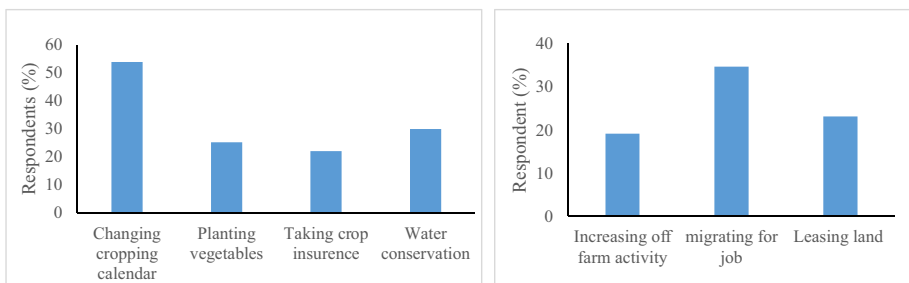 60
50
40
30
20
10
0
Respondents (%)
Changing cropping calendar
Planting vegetables
Taking crop insurence
Water conservation
40
30
20
10
0
Respondent (%)
Increasing off farm activity
migrating for job
Leasing land